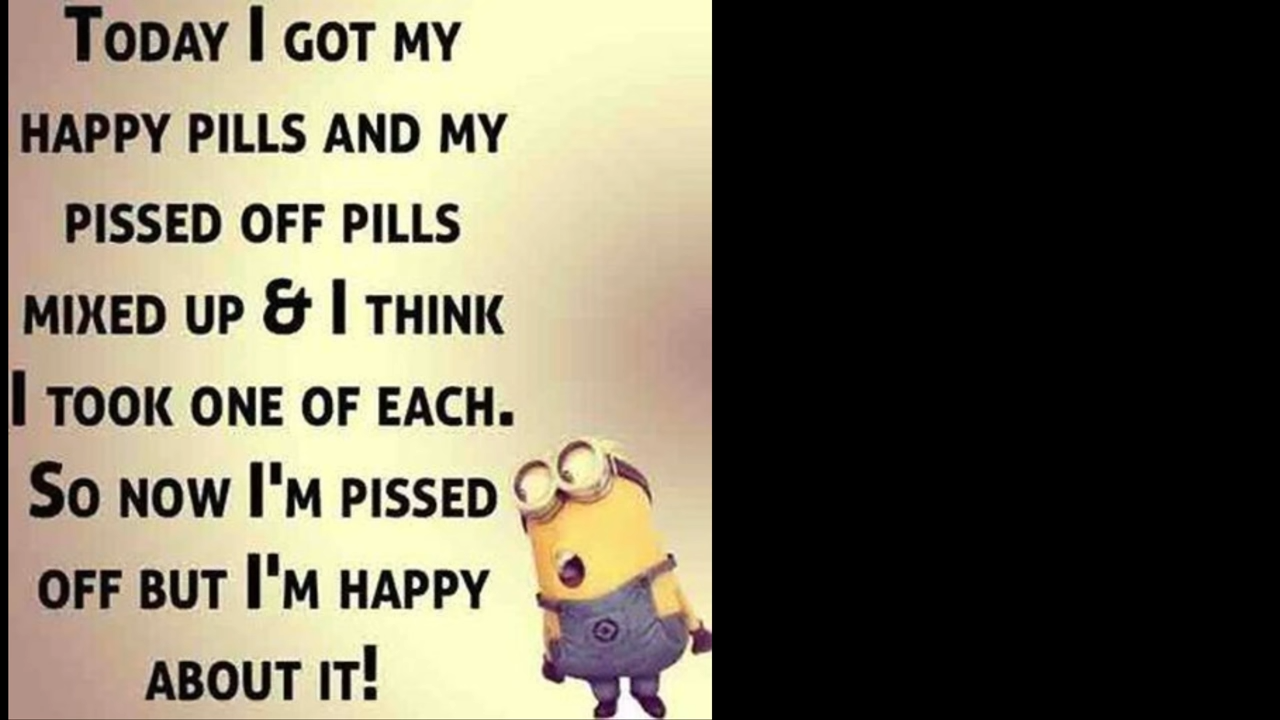 Today I got my
happy pills and my
pissed off pills
mixed up & I think
I took one of each.
So now I'm pissed
off but I'm happy
about it!